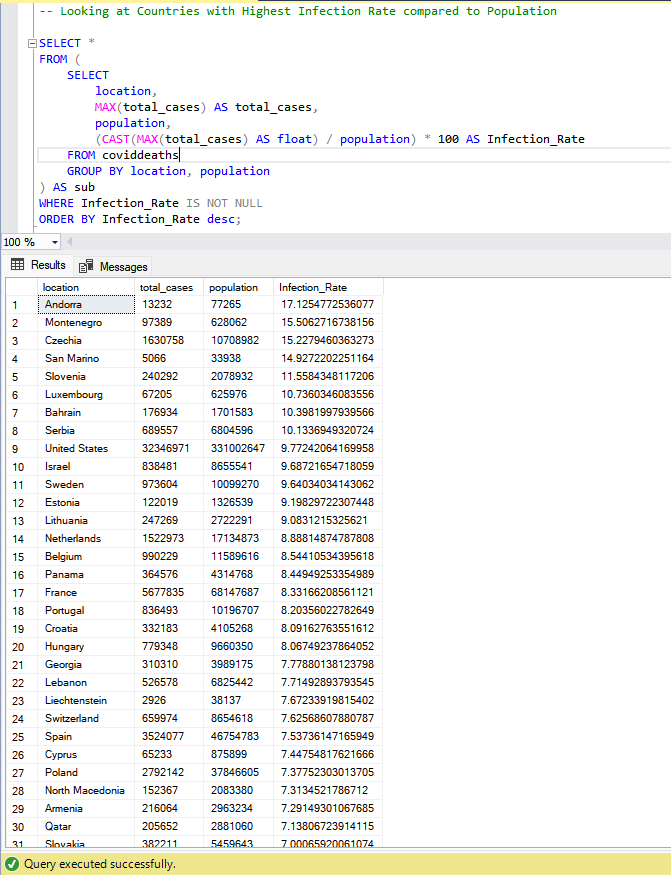 -- Looking at Countries with Highest Infection Rate compared to Population
SELECT *
FROM (
SELECT
location,
MAX(total_cases) AS total_cases,
population,
(CAST(MAX(total_cases) AS float) / population) * 100 AS Infection_Rate
FROM coviddeaths
GROUP BY location, population
) AS sub
WHERE Infection_Rate IS NOT NULL
ORDER BY Infection_Rate desc;
100 %
Results Messages
location total_cases population Infection_Rate
1 Andorra 13232 77265 17.1254772536077
2 Montenegro 97389 628062 15.5062716738156
3 Czechia 1630758 10708982 15.2279460363273
4 San Marino 5066 33938 14.9272202251164
5 Slovenia 240292 2078932 11.5584348117206
6 Luxembourg 67205 625976 10.7360346083556
7 Bahrain 176934 1701583 10.3981997939566
8 Serbia 689557 6804596 10.1336949320724
9 United States 32346971 331002647 9.77242064169958
10 Israel 838481 8655541 9.68721654718059
11 Sweden 973604 10099270 9.64034034143062
12 Estonia 122019 1326539 9.19829722307448
13 Lithuania 247269 2722291 9.0831215325621
14 Netherlands 1522973 17134873 8.88814874787808
15 Belgium 990229 11589616 8.54410534395618
16 Panama 364576 4314768 8.44949253354989
17 France 5677835 68147687 8.33166208561121
18 Portugal 836493 10196707 8.20356022782649
19 Croatia 332183 4105268 8.09162763551612
20 Hungary 779348 9660350 8.06749237864052
21 Georgia 310310 3989175 7.77880138123798
22 Lebanon 526578 6825442 7.71492893793545
23 Liechtenstein 2926 38137 7.67233919815402
24 Switzerland 659974 8654618 7.62568607880787
25 Spain 3524077 46754783 7.53736147165949
26 Cyprus 65233 875899 7.44754817621666
27 Poland 2792142 37846605 7.37752303013705
28 North Macedonia 152367 2083380 7.3134521786712
29 Armenia 216064 2963234 7.29149301067685
30 Qatar 205652 2881060 7.13806723914115
31 Slovakia 382211 5459643 7.00065920061074
Query executed successfully.